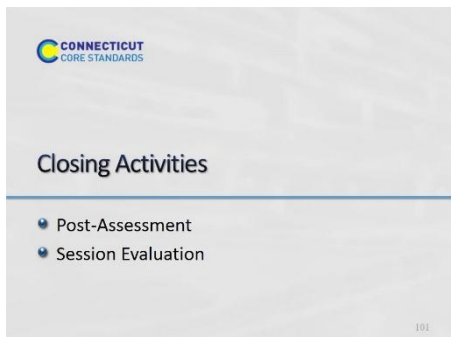 CONNECTICUT
CORE STANDARDS
Closing Activities
Post-Assessment
Session Evaluation
101